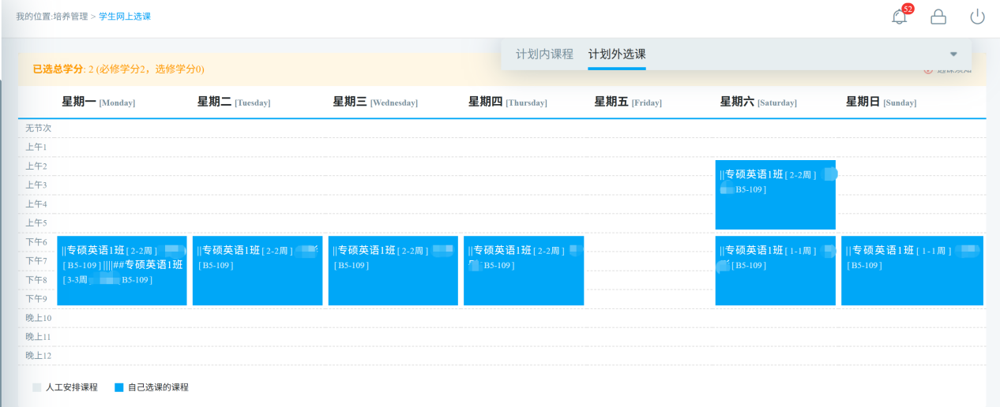 我的位置:培养管理 > 学生网上选课
52
计划内课程 计划外选课
已选总学分: 2 (必修学分2，选修学分0)
星期一 [Monday] 星期二 [Tuesday] 星期三 [Wednesday] 星期四 [Thursday] 星期五 [Friday] 星期六 [Saturday] 星期日 [Sunday]
无节次
上午1
上午2
||专硕英语1班[ 2-2周 ]
上午3
B5-109 ]
上午4
上午5
下午6
||专硕英语1班[ 2-2周 ] ||专硕英语1班[ 2-2周 ] ||专硕英语1班[ 2-2周 ] ||专硕英语1班[ 2-2周 ] ||专硕英语1班[ 1-1周 ] ||专硕英语1班[ 1-1周 ]
下午7
[ B5-109 ]|||||##专硕英语1班 [ B5-109 ] [ B5-109 ] B5-109 ] [ B5-109 ] [ B5-109 ]
下午8
[ 3-3周 B5-109 ]
下午9
晚上10
晚上11
晚上12
人工安排课程 自己选课的课程